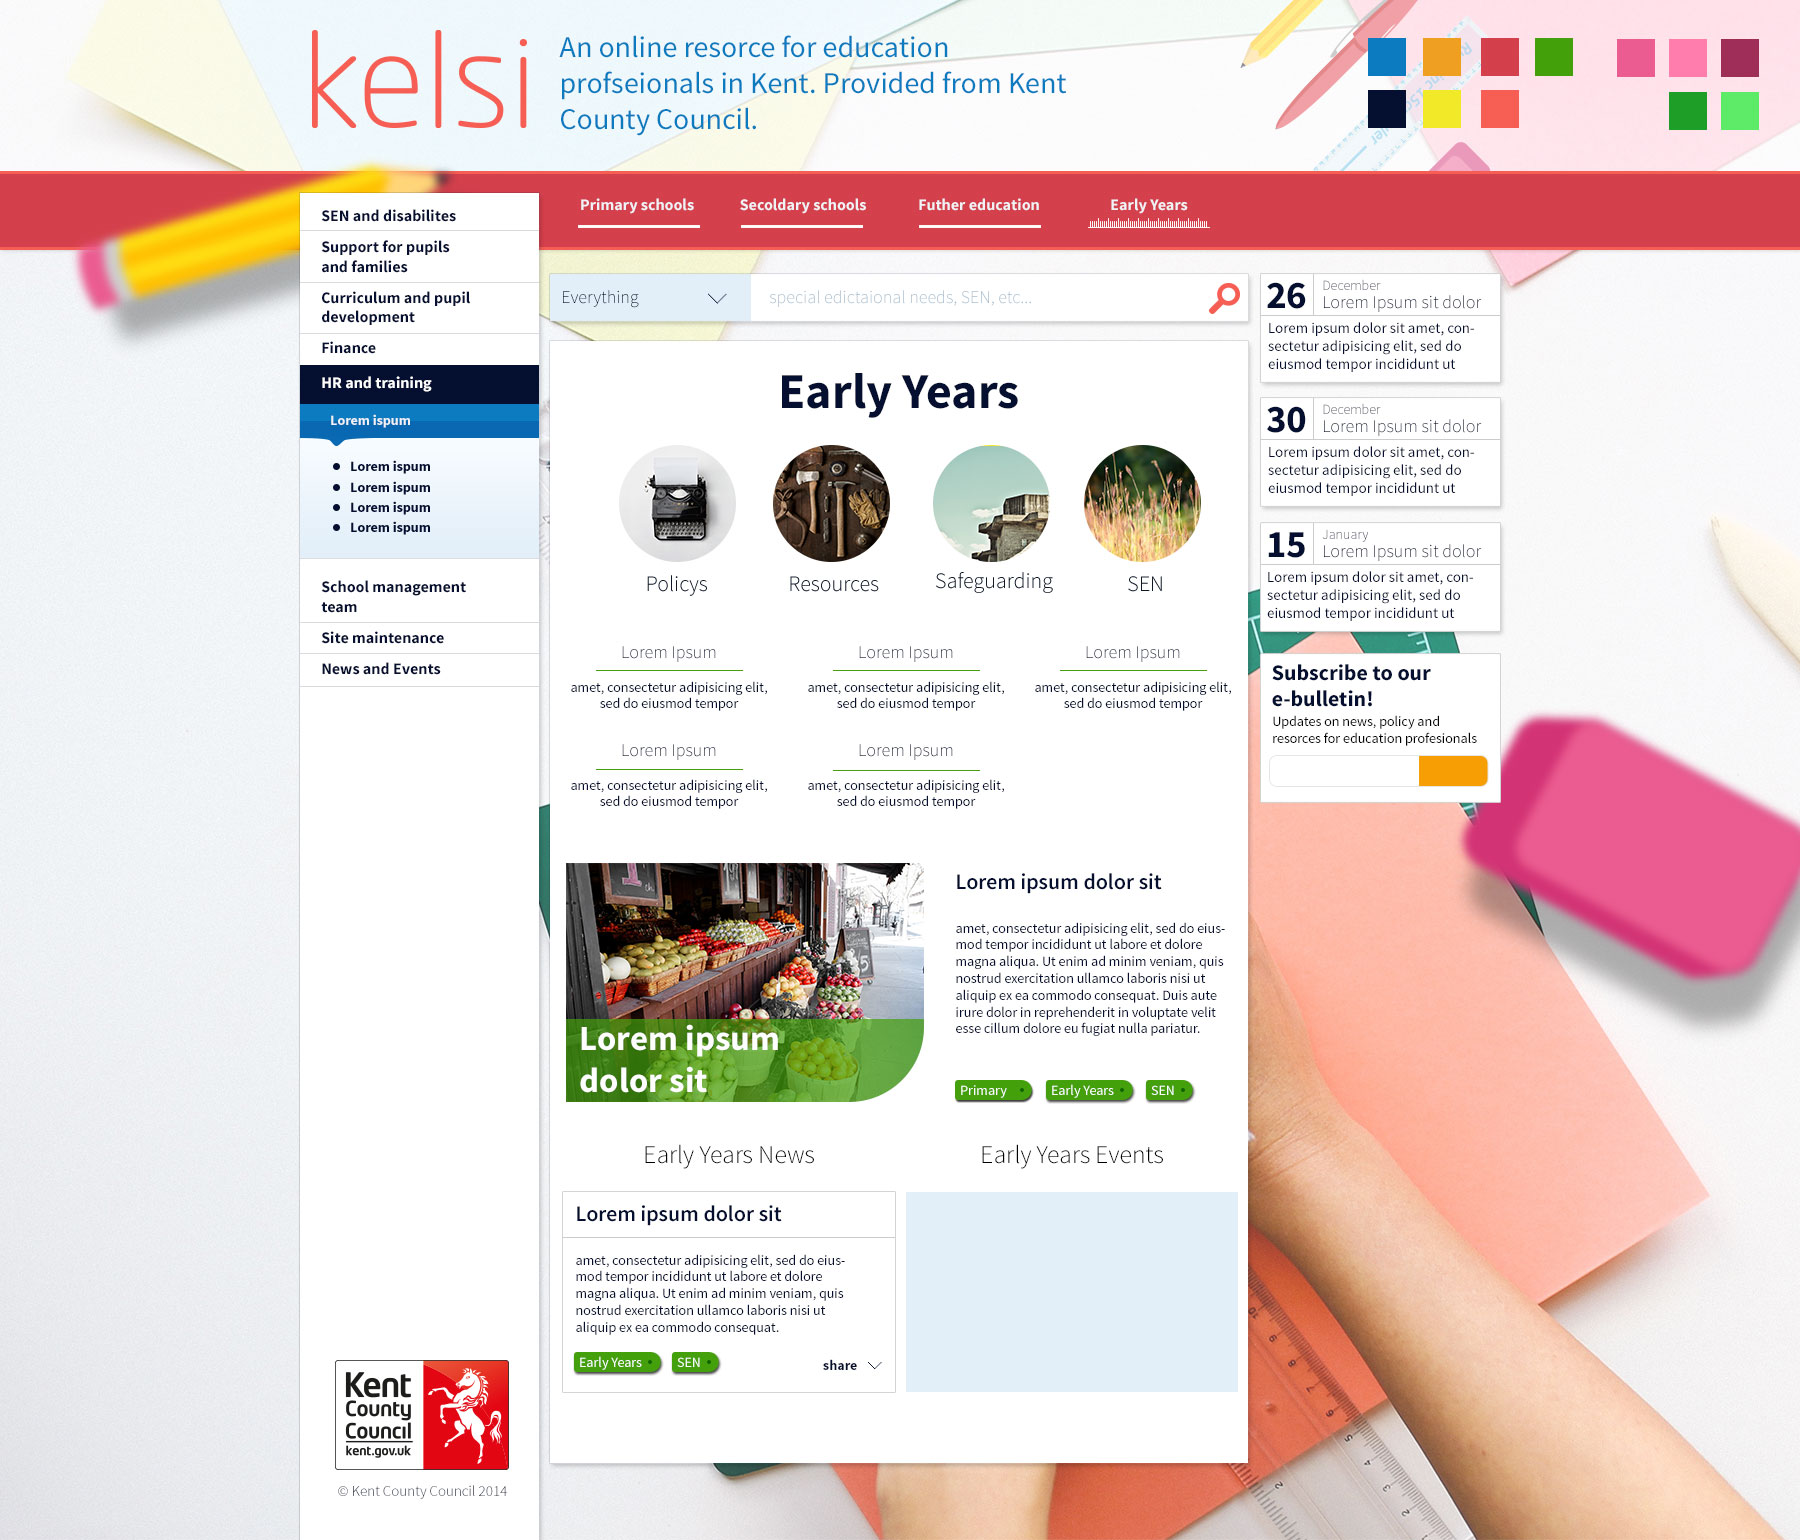 kelsi
An online resorce for education
profseionals in Kent. Provided from Kent
County Council.
Primary schools
Secoldary schools
Futher education
Early Years
SEN and disabilites
Support for pupils
and families
Curriculum and pupil
development
Finance
HR and training
Lorem ispum
Lorem ispum
Lorem ispum
Lorem ispum
Lorem ispum
School management
team
Site maintenance
News and Events
Kent
County
Council
kent.gov.uk
© Kent County Council 2014
Everything
special edictaional needs, SEN, etc...
Early Years
Policys
Resources
Safeguarding
SEN
Lorem Ipsum
amet, consectetur adipisicing elit,
sed do eiusmod tempor
Lorem Ipsum
amet, consectetur adipisicing elit,
sed do eiusmod tempor
Lorem Ipsum
amet, consectetur adipisicing elit,
sed do eiusmod tempor
Lorem Ipsum
amet, consectetur adipisicing elit,
sed do eiusmod tempor
Lorem Ipsum
amet, consectetur adipisicing elit,
sed do eiusmod tempor
Lorem ipsum
dolor sit
Lorem ipsum dolor sit
amet, consectetur adipisicing elit, sed do eius-
mod tempor incididunt ut labore et dolore
magna aliqua. Ut enim ad minim veniam, quis
nostrud exercitation ullamco laboris nisi ut
aliquip ex ea commodo consequat. Duis aute
irure dolor in reprehenderit in voluptate velit
esse cillum dolore eu fugiat nulla pariatur.
Primary
Early Years
SEN
Early Years News
Lorem ipsum dolor sit
amet, consectetur adipisicing elit, sed do eius-
mod tempor incididunt ut labore et dolore
magna aliqua. Ut enim ad minim veniam, quis
nostrud exercitation ullamco laboris nisi ut
aliquip ex ea commodo consequat.
Early Years
SEN
share
Early Years Events
26
December
Lorem Ipsum sit dolor
Lorem ipsum dolor sit amet, con-
sectetur adipisicing elit, sed do
eiusmod tempor incididunt ut
30
December
Lorem Ipsum sit dolor
Lorem ipsum dolor sit amet, con-
sectetur adipisicing elit, sed do
eiusmod tempor incididunt ut
15
January
Lorem Ipsum sit dolor
Lorem ipsum dolor sit amet, con-
sectetur adipisicing elit, sed do
eiusmod tempor incididunt ut
Subscribe to our
e-bulletin!
Updates on news, policy and
resorces for education profesionals